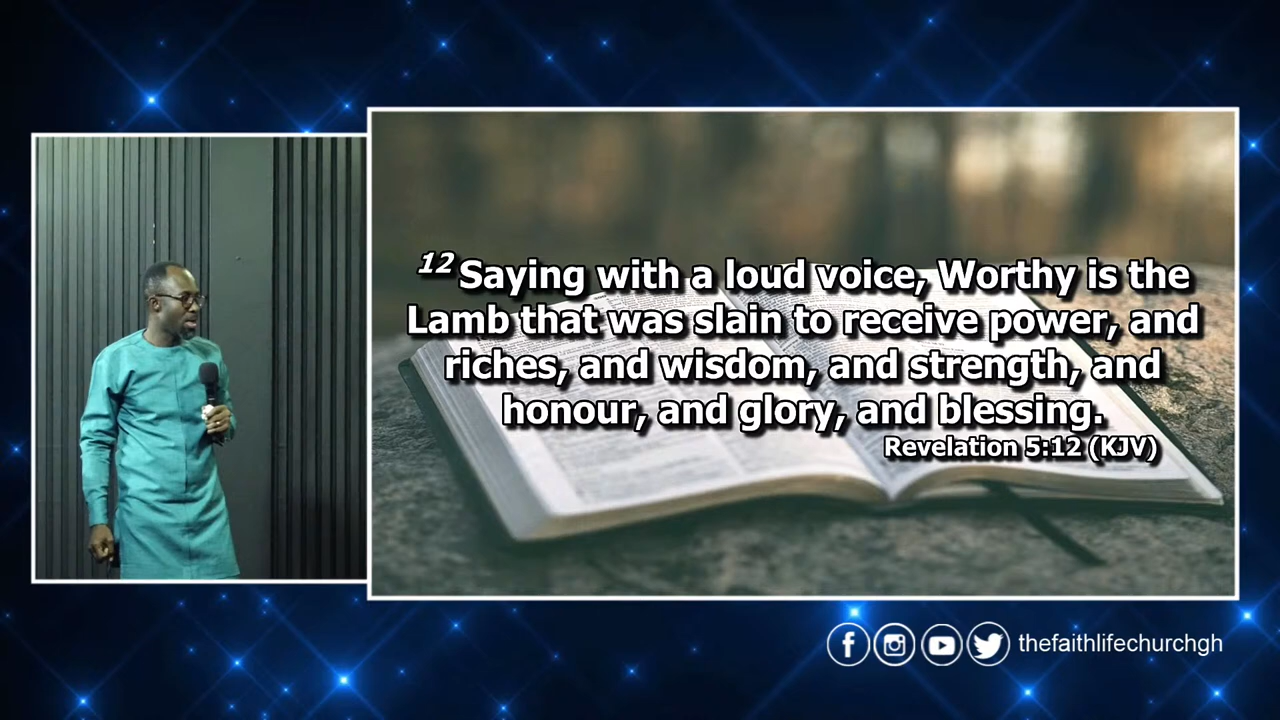 12 Saying with a loud voice, Worthy is the
Lamb that was slain to receive power, and
riches, and wisdom, and strength, and
honour, and glory, and blessing.
Revelation 5:12 (KJV)
thefaithlifechurchgh